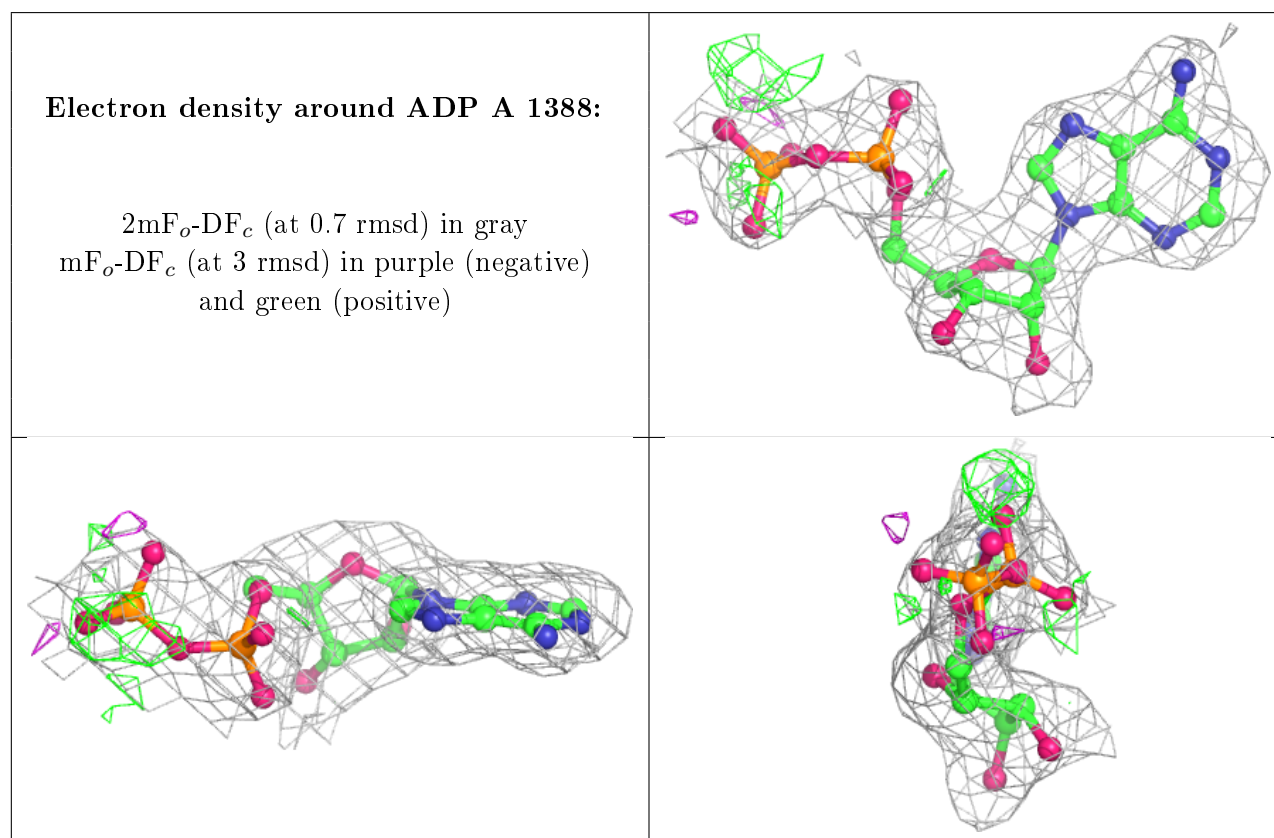 Electron density around ADP A 1388:
2mFₒ-DF𝒸 (at 0.7 rmsd) in gray
mFₒ-DF𝒸 (at 3 rmsd) in purple (negative)
and green (positive)